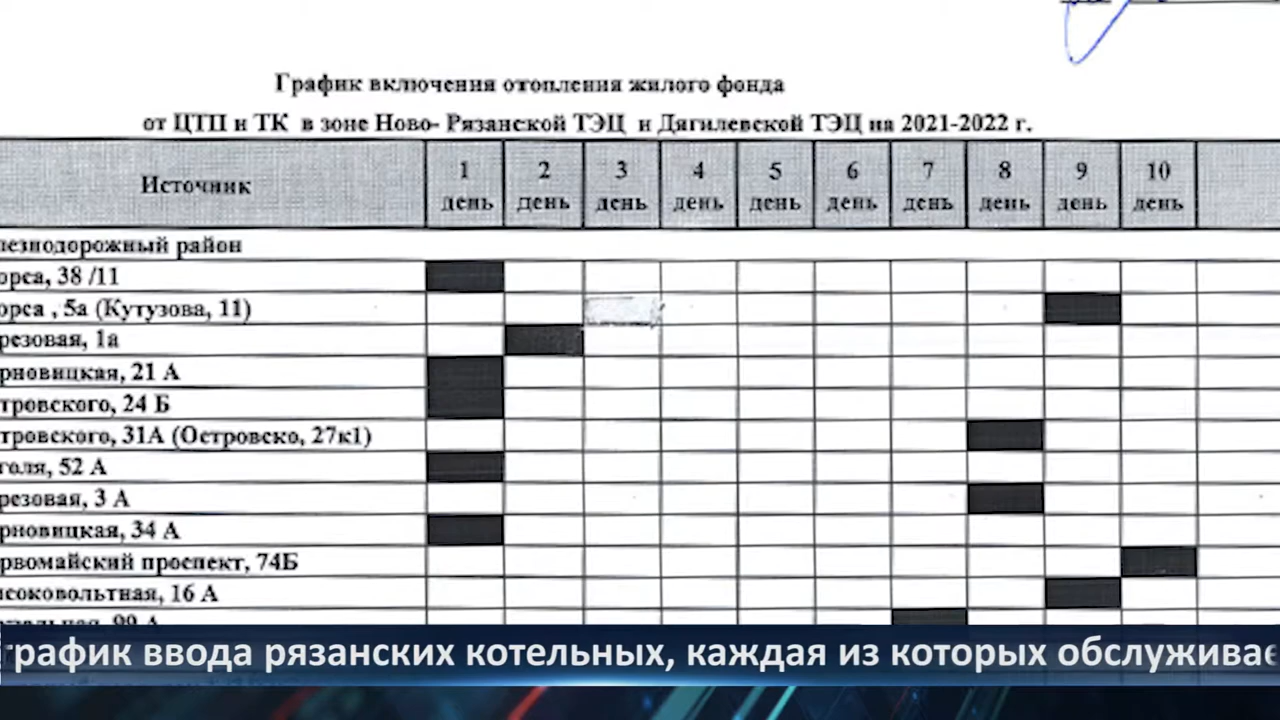 График включения отопления жилого фонда
от ЦТП и ТК в зоне Ново- Рязанской ТЭЦ и Дягилевской ТЭЦ на 2021-2022 г.
Источник 1 день 2 день 3 день 4 день 5 день 6 день 7 день 8 день 9 день 10 день
лезнодорожный район
орса, 38 /11
орса , 5а (Кутузова, 11)
резовая, 1а
рновицкая, 21 А
тровского, 24 Б
тровского, 31А (Островско, 27к1)
голя, 52 А
резовая, 3 А
рновицкая, 34 А
рвомайский проспект, 74Б
соковольтная, 16 А
99 А
график ввода рязанских котельных, каждая из которых обслуживае